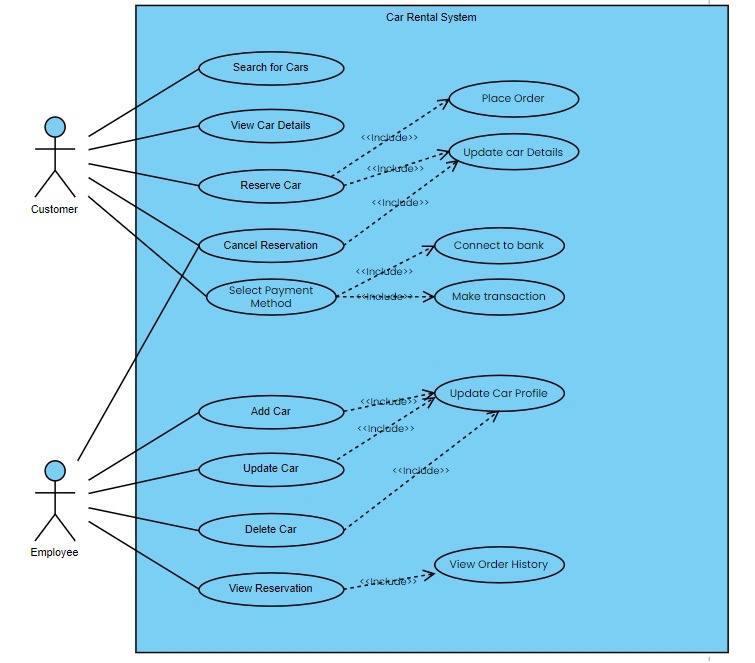 Car Rental System
Search for Cars
Place Order
View Car Details
<<Include>>
Update car Details
<<Include>>
Reserve Car
<<Include>>
Customer
Cancel Reservation
Connect to bank
<<Include>>
Select Payment
Method
<<Include>>
Make transaction
Update Car Profile
<<Include>>
Add Car
<<Include>>
Update Car
<<Include>>
Delete Car
Employee
View Order History
<<Include>>
View Reservation